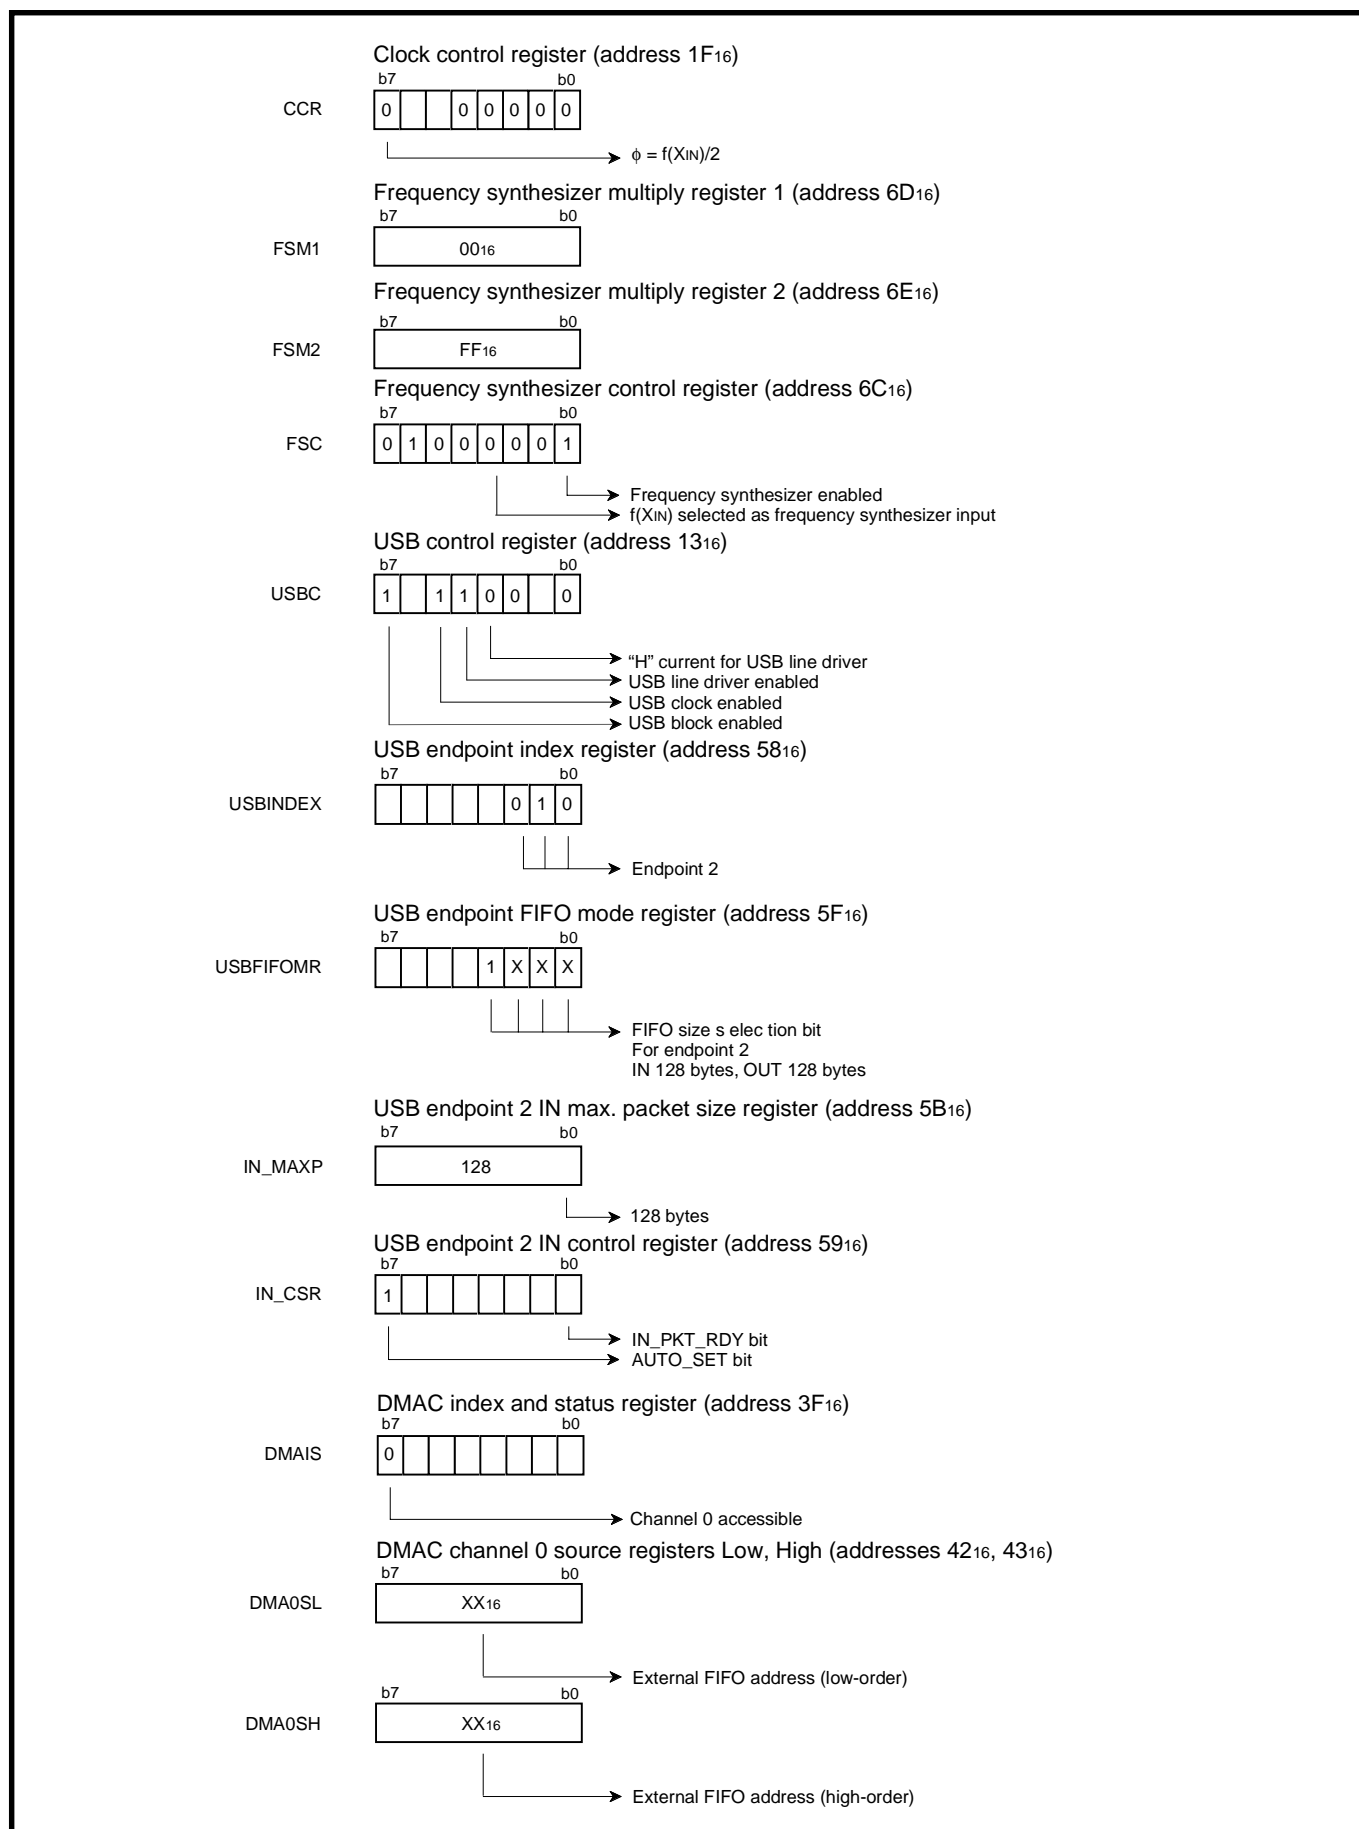 Clock control register (address 1F16)
b7 b0
CCR 0 0 0 0 0 0
ϕ = f(XIN)/2
Frequency synthesizer multiply register 1 (address 6D16)
b7 b0
FSM1 0016
Frequency synthesizer multiply register 2 (address 6E16)
b7 b0
FSM2 FF16
Frequency synthesizer control register (address 6C16)
b7 b0
FSC 0 1 0 0 0 0 0 1
Frequency synthesizer enabled
f(XIN) selected as frequency synthesizer input
USB control register (address 1316)
b7 b0
USBC 1 1 1 0 0 0
“H” current for USB line driver
USB line driver enabled
USB clock enabled
USB block enabled
USB endpoint index register (address 5816)
b7 b0
USBINDEX 0 1 0
Endpoint 2
USB endpoint FIFO mode register (address 5F16)
b7 b0
USBFIFOMR 1 X X X
FIFO size s elec tion bit
For endpoint 2
IN 128 bytes, OUT 128 bytes
USB endpoint 2 IN max. packet size register (address 5B16)
b7 b0
IN_MAXP 128
128 bytes
USB endpoint 2 IN control register (address 5916)
b7 b0
IN_CSR 1
IN_PKT_RDY bit
AUTO_SET bit
DMAC index and status register (address 3F16)
b7 b0
DMAIS 0
Channel 0 accessible
DMAC channel 0 source registers Low, High (addresses 4216, 4316)
b7 b0
DMA0SL XX16
External FIFO address (low-order)
b7 b0
DMA0SH XX16
External FIFO address (high-order)